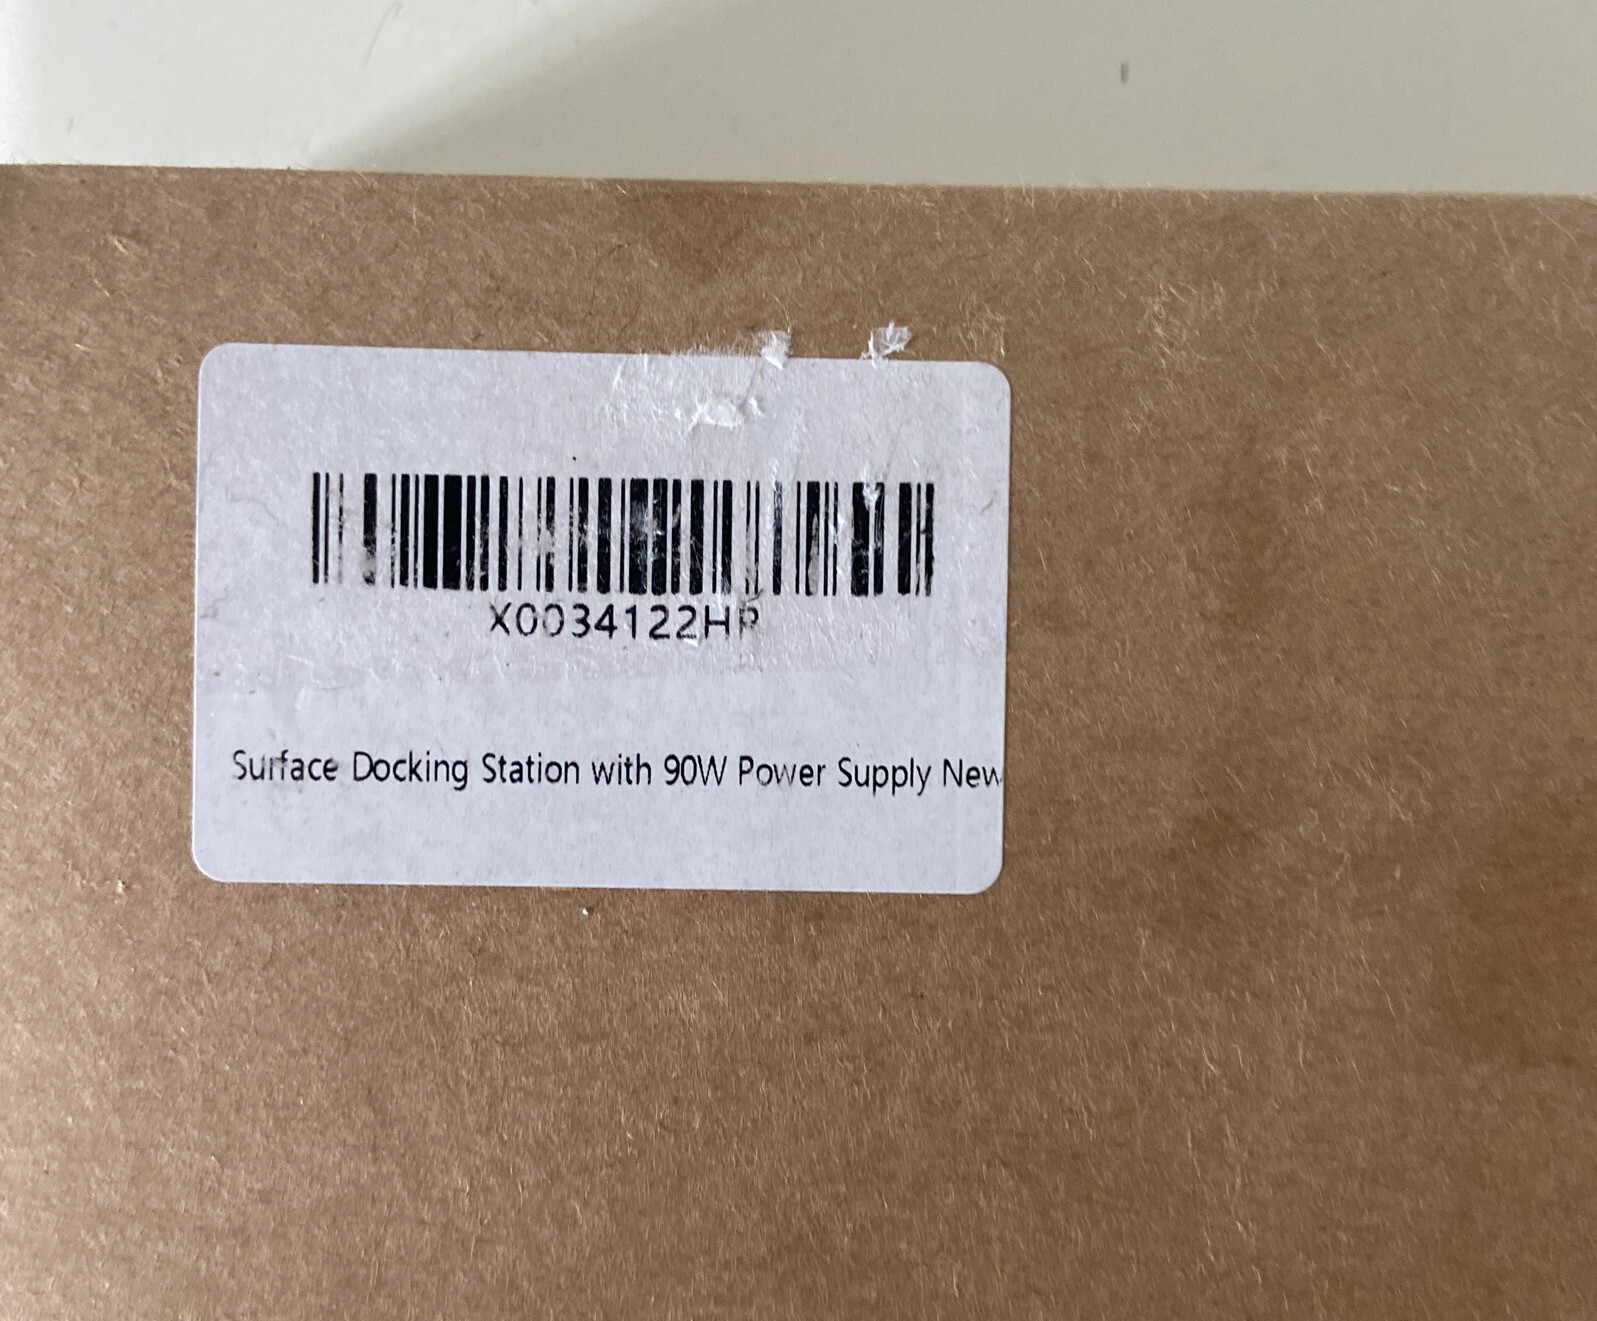 X0034122HP
Surface Docking Station with 90W Power Supply New